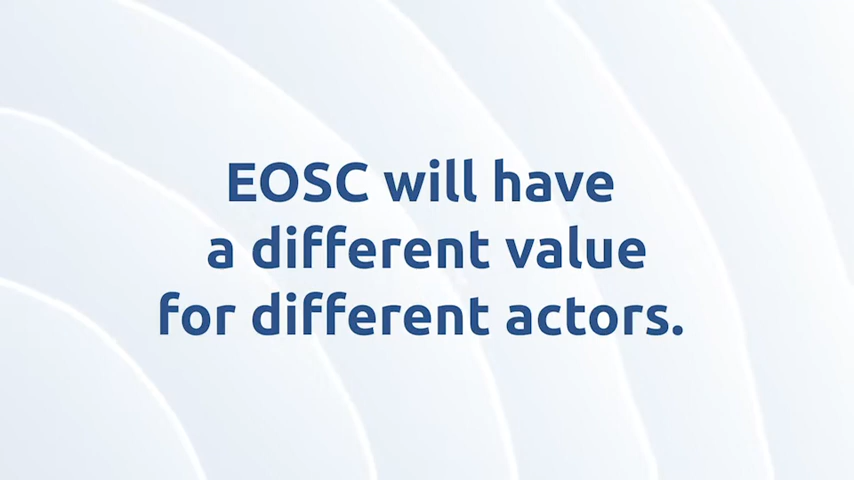 EOSC will have
a different value
for different actors.